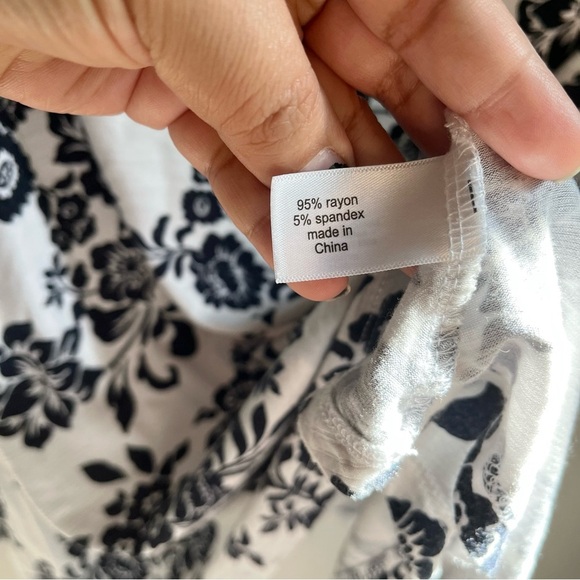 95% rayon
5% spandex
made in
China